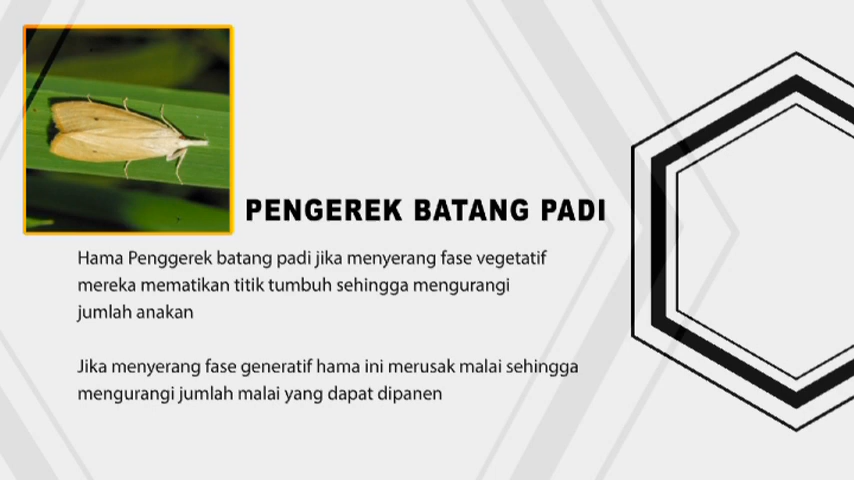 PENGEREK BATANG PADI
Hama Penggerek batang padi jika menyerang fase vegetatif
mereka mematikan titik tumbuh sehingga mengurangi
jumlah anakan
Jika menyerang fase generatif hama ini merusak malai sehingga
mengurangi jumlah malai yang dapat dipanen